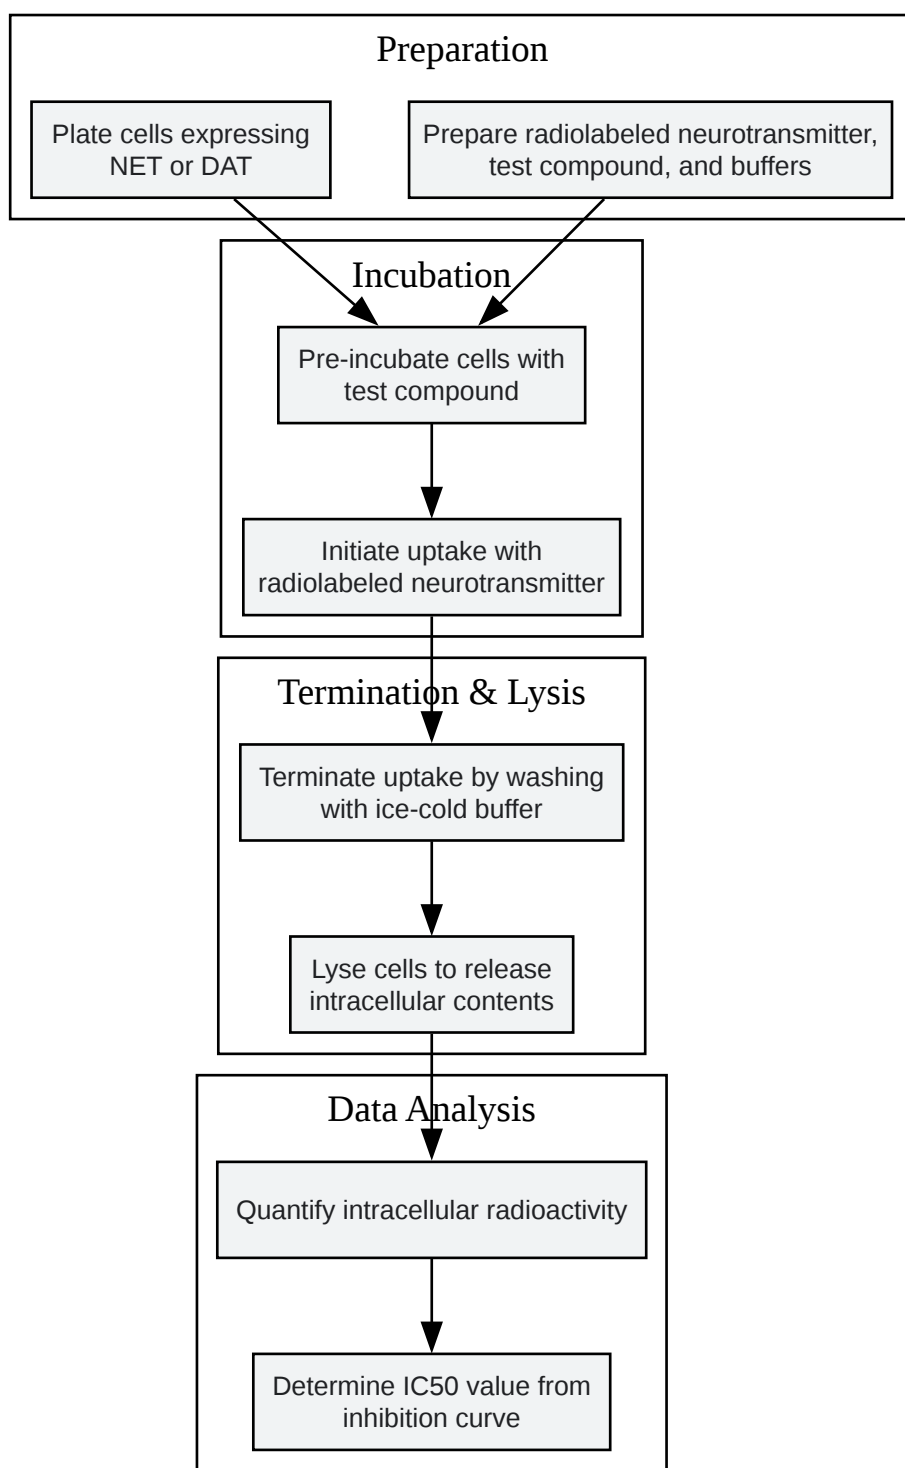 Preparation
Plate cells expressing
NET or DAT
Prepare radiolabeled neurotransmitter,
test compound, and buffers
Incubation
Pre-incubate cells with
test compound
Initiate uptake with
radiolabeled neurotransmitter
Termination & Lysis
Terminate uptake by washing
with ice-cold buffer
Lyse cells to release
intracellular contents
Data Analysis
Quantify intracellular radioactivity
Determine IC50 value from
inhibition curve